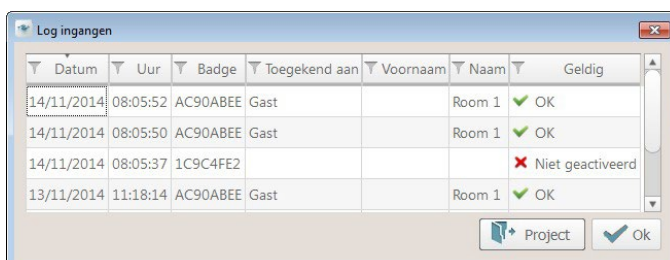 Log ingangen
Datum Uur Badge Toegekend aan Voornaam Naam Geldig
14/11/2014 08:05:52 AC90ABEE Gast Room 1 OK
14/11/2014 08:05:50 AC90ABEE Gast Room 1 OK
14/11/2014 08:05:37 1C9C4FE2 Niet geactiveerd
13/11/2014 11:18:14 AC90ABEE Gast Room 1 OK
Project Ok